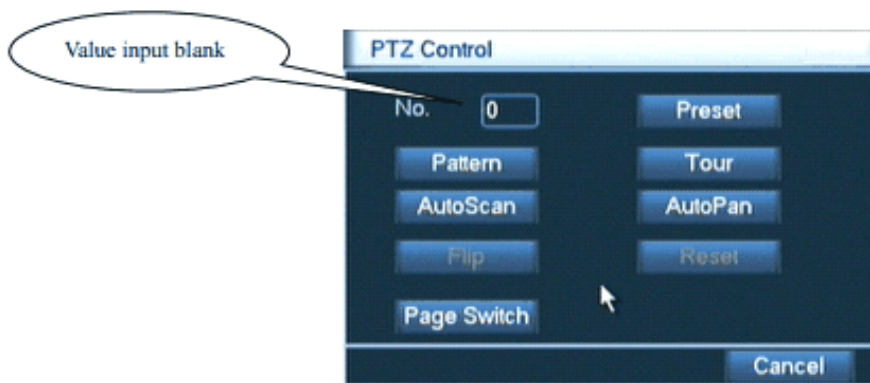 Value input blank
PTZ Control
No. 0 Preset
Pattern Tour
AutoScan AutoPan
Flip Reset
Page Switch
Cancel